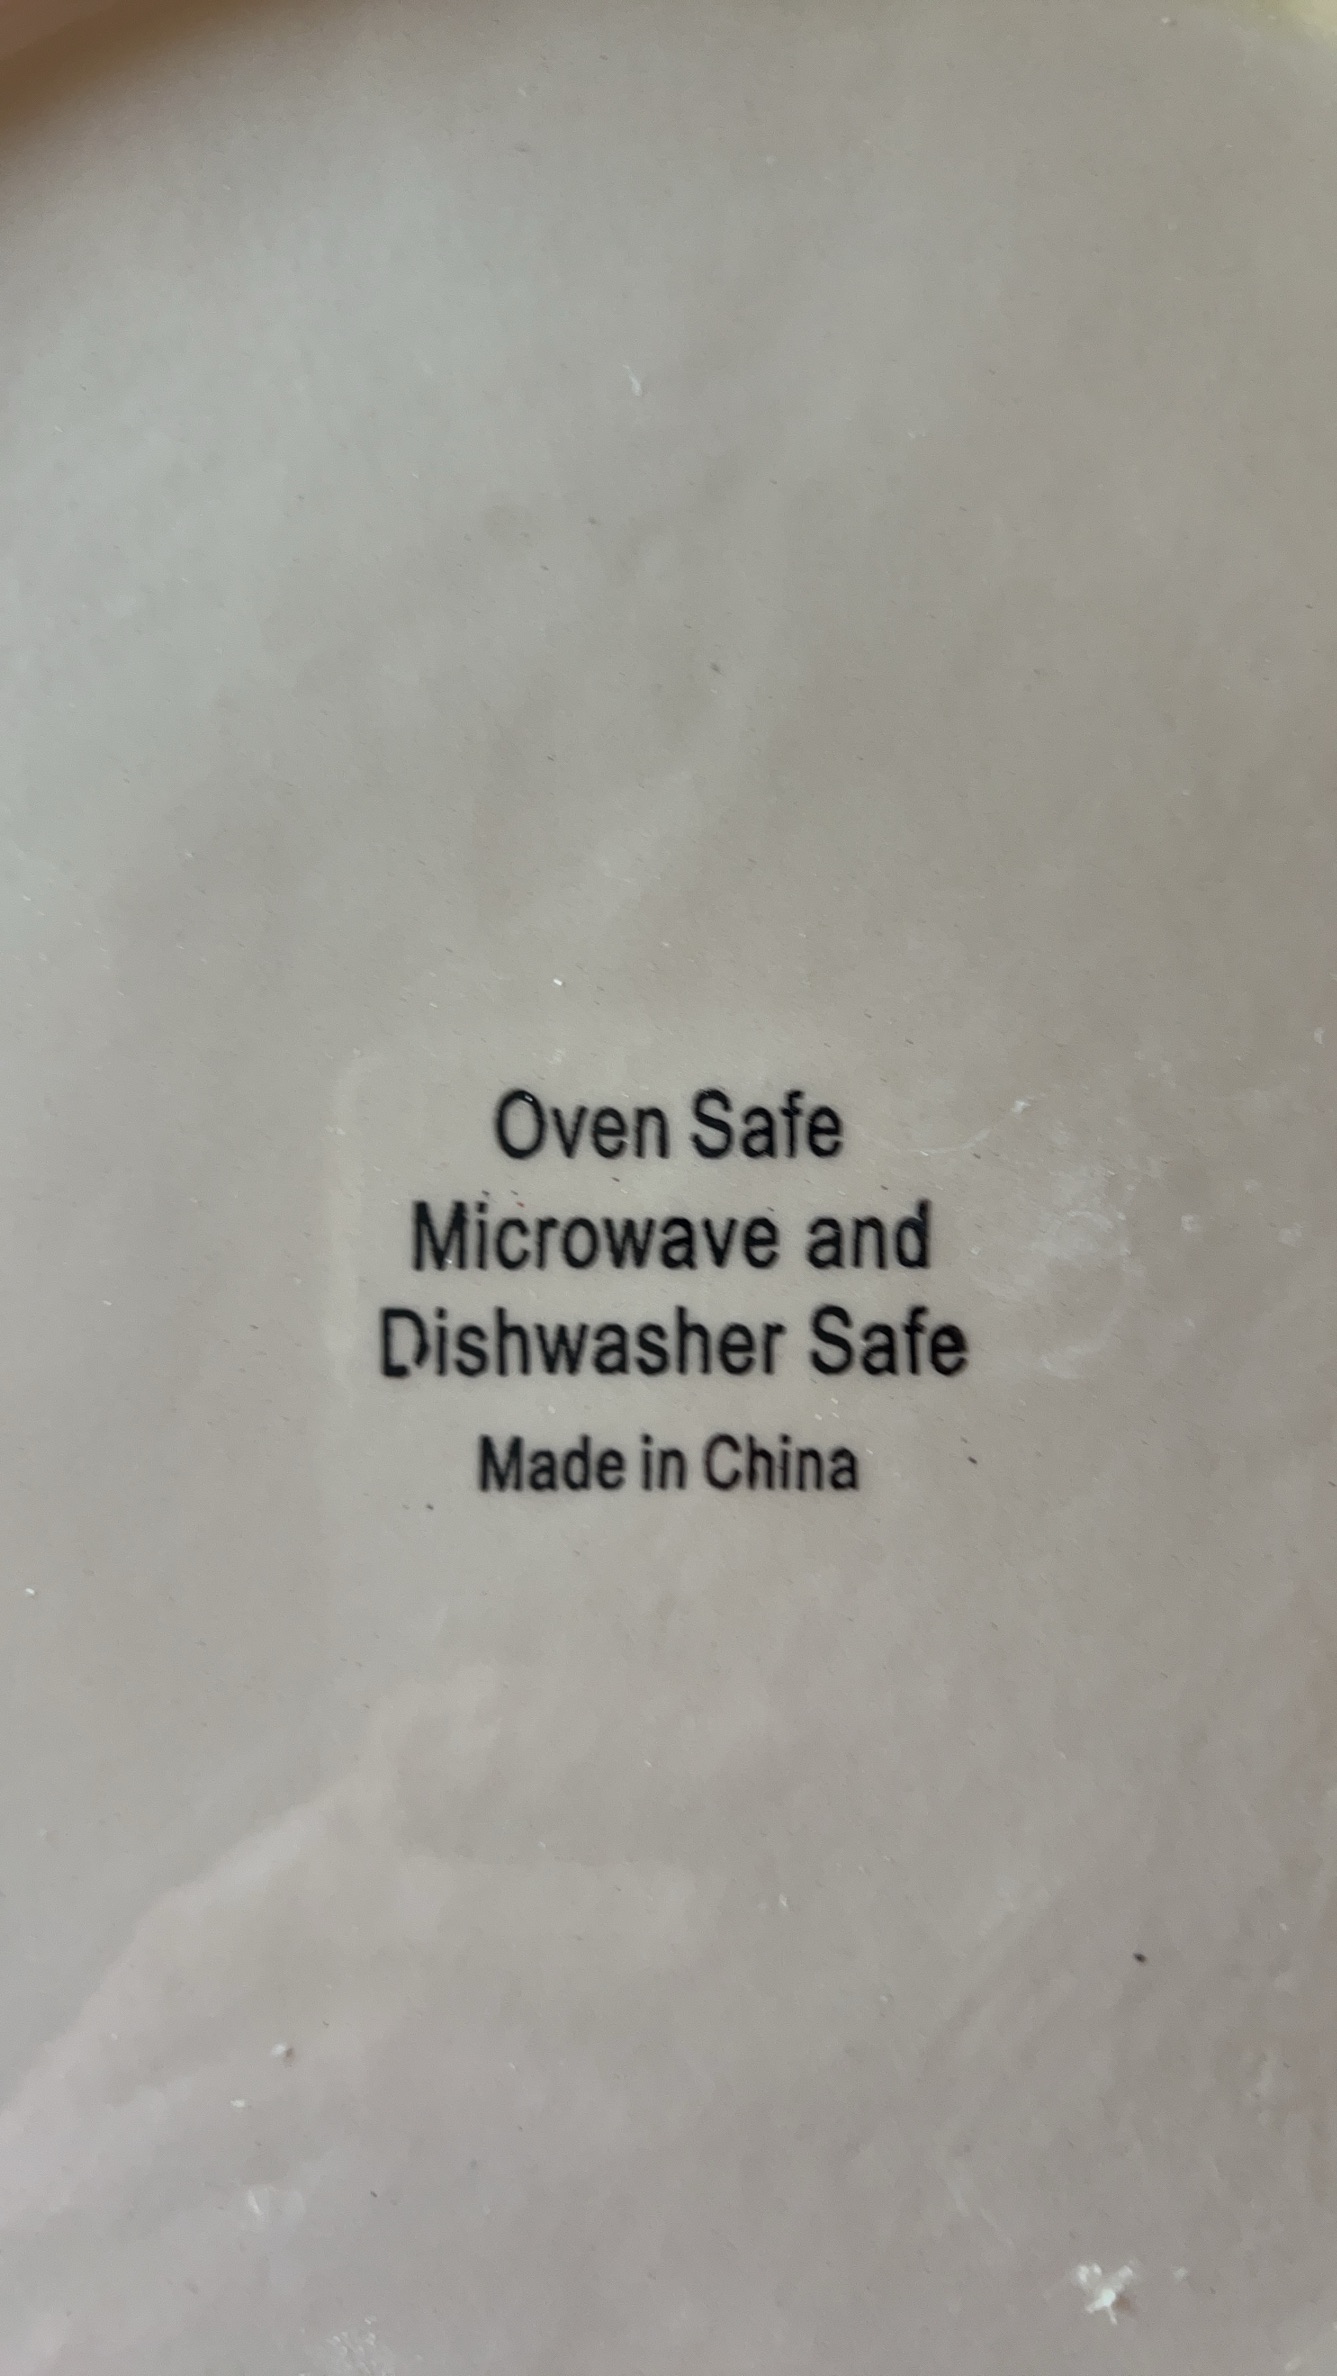 Oven Safe
Microwave and
Dishwasher Safe
Made in China